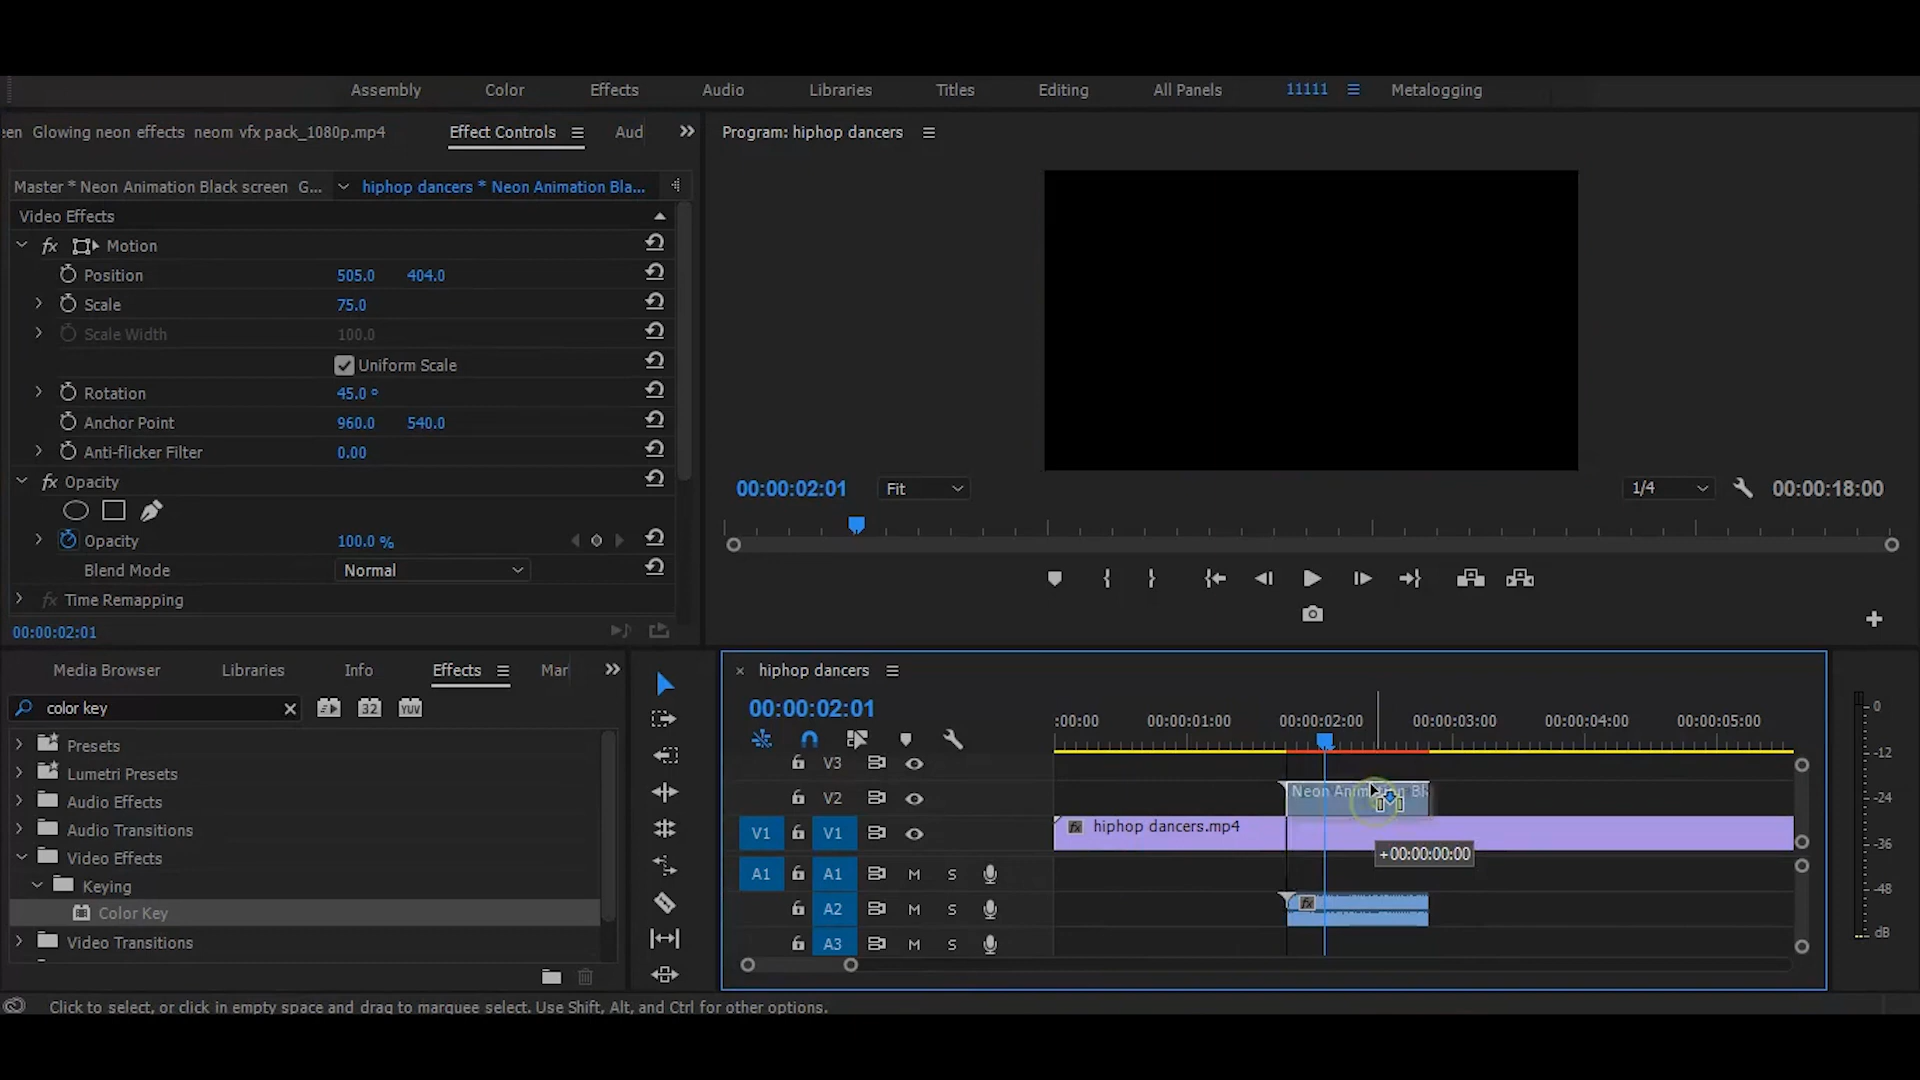 Assembly
Color
Effects
Audio
Libraries
Titles
Editing
All Panels
11111
Metalogging
een Glowing neon effects neom vfx pack_1080p.mp4
Effect Controls
Aud
Program: hiphop dancers
Master * Neon Animation Black screen G...
hiphop dancers * Neon Animation Bla...
Video Effects
fx Motion
Position 505.0 404.0
Scale 75.0
Scale Width 100.0
Uniform Scale
Rotation 45.0 °
Anchor Point 960.0 540.0
Anti-flicker Filter 0.00
fx Opacity
Opacity 100.0 %
Blend Mode Normal
fx Time Remapping
00:00:02:01
00:00:02:01
Fit
1/4
00:00:18:00
Media Browser
Libraries
Info
Effects
Mar
color key
32
YUV
Presets
Lumetri Presets
Audio Effects
Audio Transitions
Video Effects
Keying
Color Key
Video Transitions
hiphop dancers
00:00:02:01
:00:00
00:00:01:00
00:00:02:00
00:00:03:00
00:00:04:00
00:00:05:00
V3
V2
Neon Animation Bl
V1 V1
fx hiphop dancers.mp4
+00:00:00:00
A1 A1 M S
A2 M S
fx
A3 M S
0
-12
-24
-36
-48
dB
Click to select, or click in empty space and drag to marquee select. Use Shift, Alt, and Ctrl for other options.